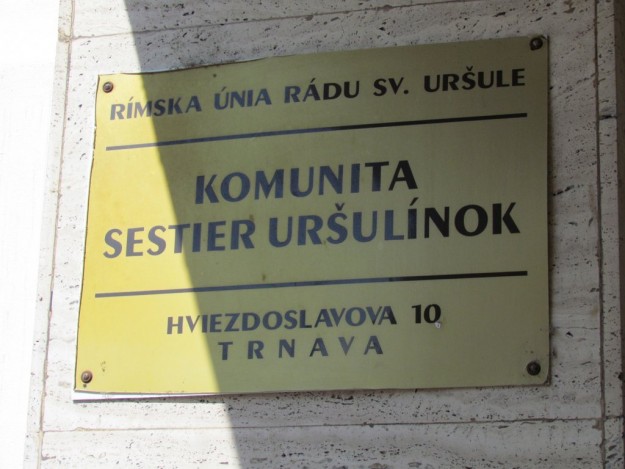 RÍMSKA ÚNIA RÁDU SV. URŠULE
KOMUNITA
SESTIER URŠULÍNOK
HVIEZDOSLAVOVA 10
TRNAVA